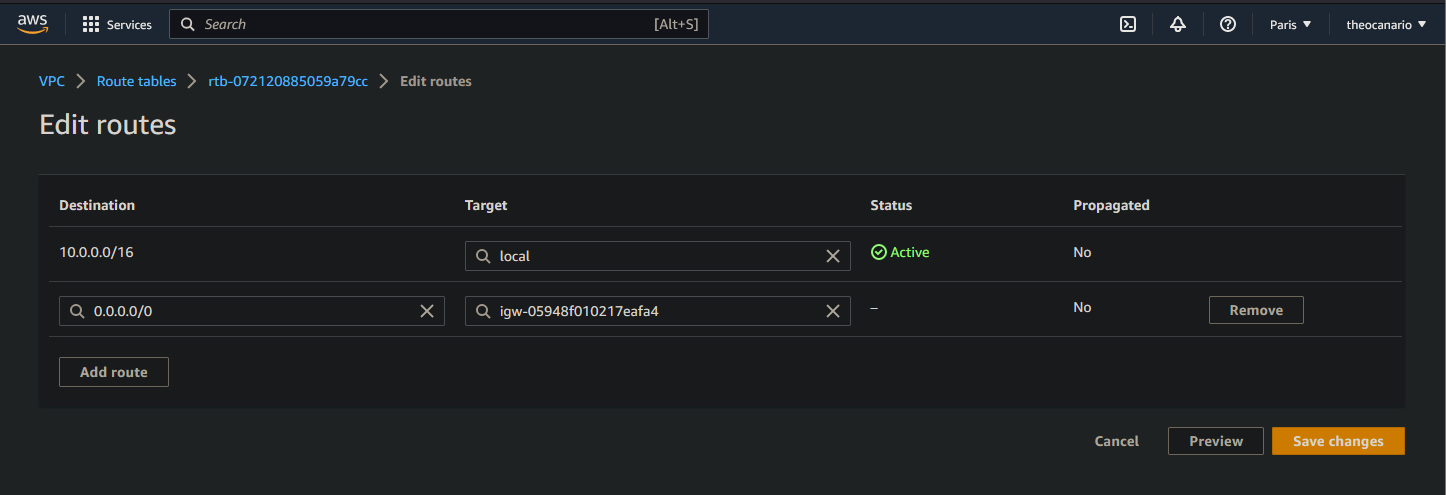 aws Services Search [Alt+S] Paris theocanario
VPC Route tables rtb-072120885059a79cc Edit routes
Edit routes
Destination Target Status Propagated
10.0.0.0/16 local Active No
0.0.0.0/0 igw-05948f010217eafa4 – No Remove
Add route
Cancel Preview Save changes